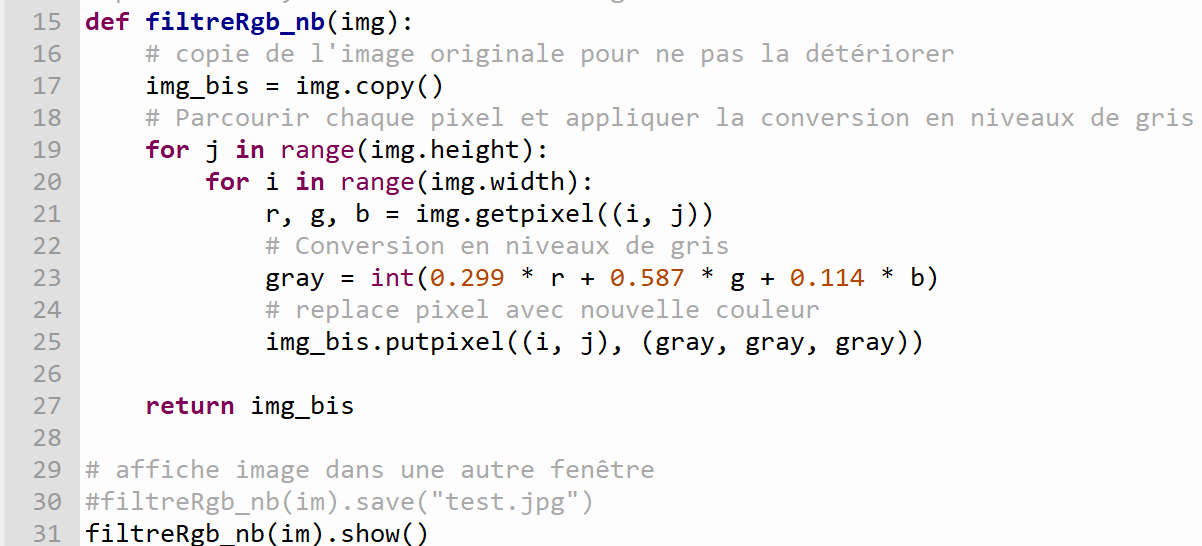 15 def filtreRgb_nb(img):
16     # copie de l'image originale pour ne pas la détériorer
17     img_bis = img.copy()
18     # Parcourir chaque pixel et appliquer la conversion en niveaux de gris
19     for j in range(img.height):
20         for i in range(img.width):
21             r, g, b = img.getpixel((i, j))
22             # Conversion en niveaux de gris
23             gray = int(0.299 * r + 0.587 * g + 0.114 * b)
24             # replace pixel avec nouvelle couleur
25             img_bis.putpixel((i, j), (gray, gray, gray))
26
27     return img_bis
28
29 # affiche image dans une autre fenêtre
30 #filtreRgb_nb(im).save("test.jpg")
31 filtreRgb_nb(im).show()